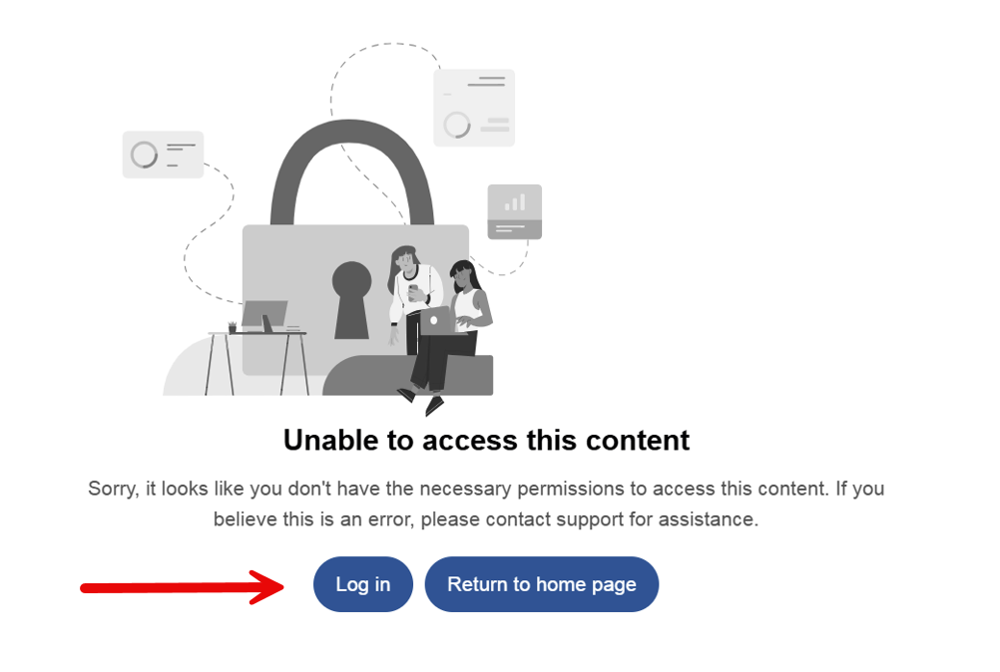 Unable to access this content
Sorry, it looks like you don't have the necessary permissions to access this content. If you
believe this is an error, please contact support for assistance.
Log in
Return to home page